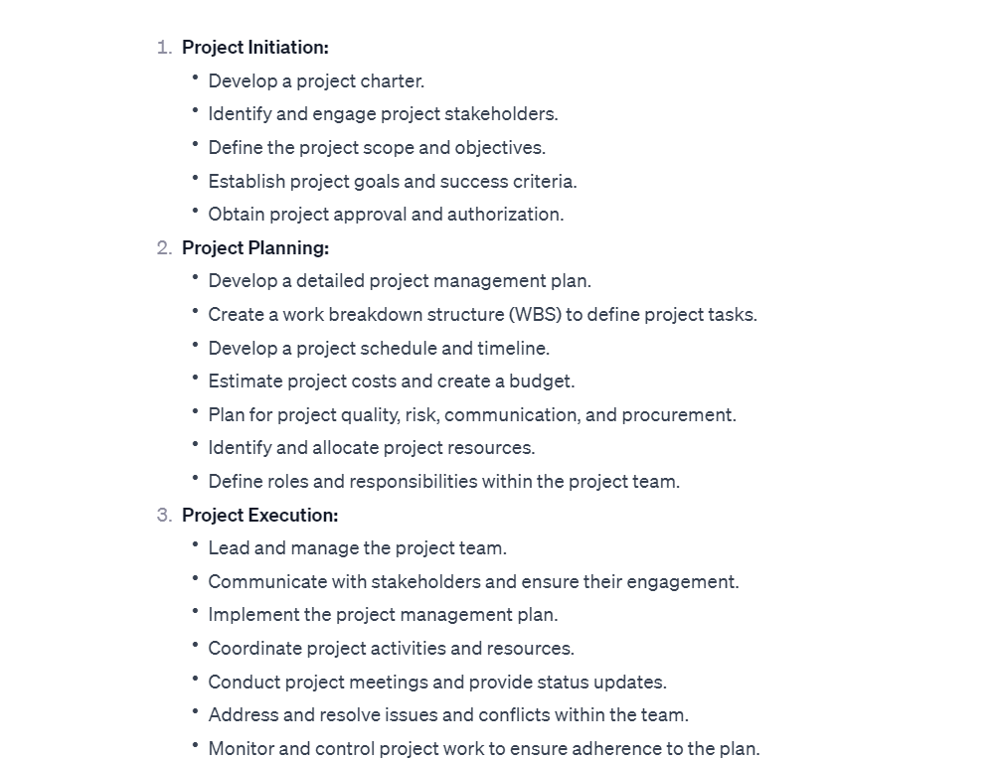 1. Project Initiation:
• Develop a project charter.
• Identify and engage project stakeholders.
• Define the project scope and objectives.
• Establish project goals and success criteria.
• Obtain project approval and authorization.
2. Project Planning:
• Develop a detailed project management plan.
• Create a work breakdown structure (WBS) to define project tasks.
• Develop a project schedule and timeline.
• Estimate project costs and create a budget.
• Plan for project quality, risk, communication, and procurement.
• Identify and allocate project resources.
• Define roles and responsibilities within the project team.
3. Project Execution:
• Lead and manage the project team.
• Communicate with stakeholders and ensure their engagement.
• Implement the project management plan.
• Coordinate project activities and resources.
• Conduct project meetings and provide status updates.
• Address and resolve issues and conflicts within the team.
• Monitor and control project work to ensure adherence to the plan.